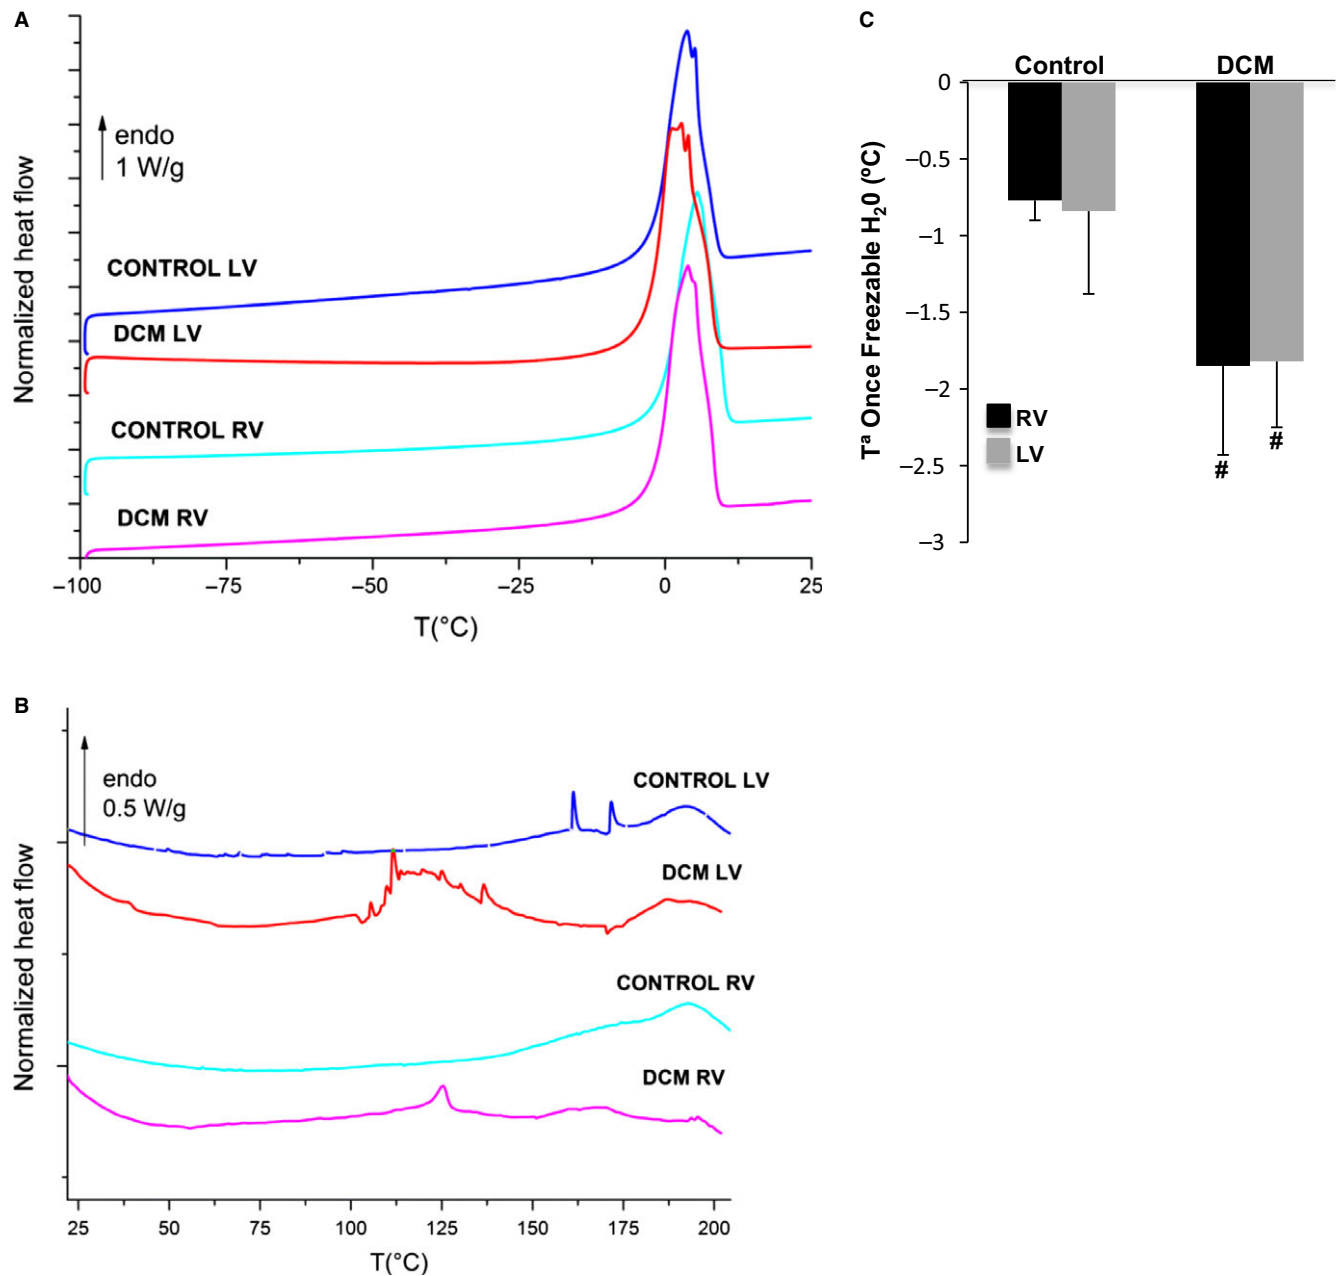 A
endo
1 W/g
CONTROL LV
DCM LV
CONTROL RV
DCM RV
Normalized heat flow
–100
–75
–50
–25
0
25
T(°C)
B
endo
0.5 W/g
CONTROL LV
DCM LV
CONTROL RV
DCM RV
Normalized heat flow
25
50
75
100
125
150
175
200
T(°C)
C
Control
DCM
0
–0.5
–1
–1.5
–2
–2.5
–3
Tª Once Freezable H₂0 (ºC)
RV
LV
#
#